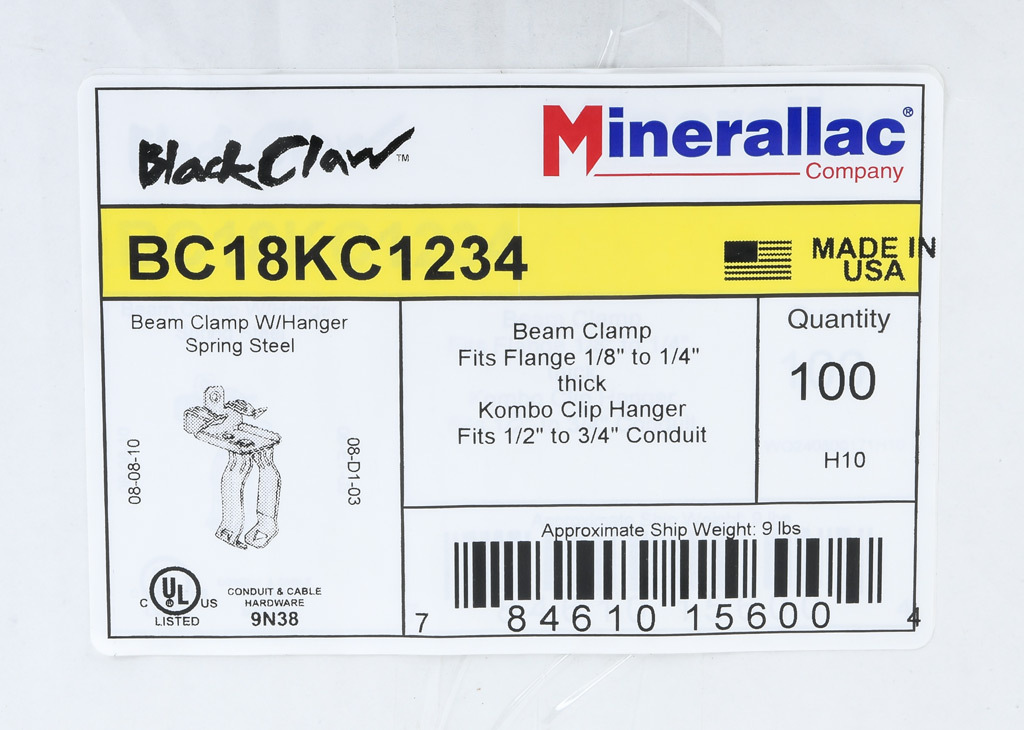 Black Claw™
Minerallac®
Company
BC18KC1234
MADE IN
USA
Beam Clamp W/Hanger
Spring Steel
08-08-10
08-D1-03
C UL US
LISTED
CONDUIT & CABLE
HARDWARE
9N38
Beam Clamp
Fits Flange 1/8" to 1/4"
thick
Kombo Clip Hanger
Fits 1/2" to 3/4" Conduit
Quantity
100
H10
Approximate Ship Weight: 9 lbs
7 84610 15600 4